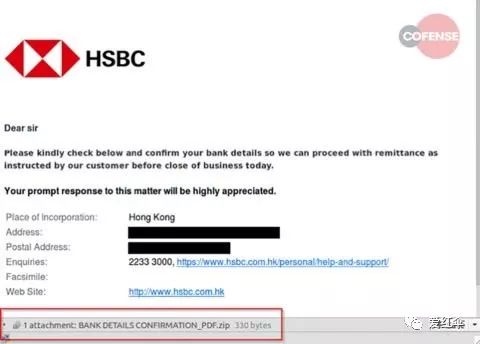 COFENSE
HSBC
Dear sir
Please kindly check below and confirm your bank details so we can proceed with remittance as
instructed by our customer before close of business today.
Your prompt response to this matter will be highly appreciated.
Place of Incorporation: Hong Kong
Address:
Postal Address:
Enquiries: 2233 3000, https://www.hsbc.com.hk/personal/help-and-support/
Facsimile:
Web Site: http://www.hsbc.com.hk
1 attachment: BANK DETAILS CONFIRMATION_PDF.zip 330 bytes
爱红伞